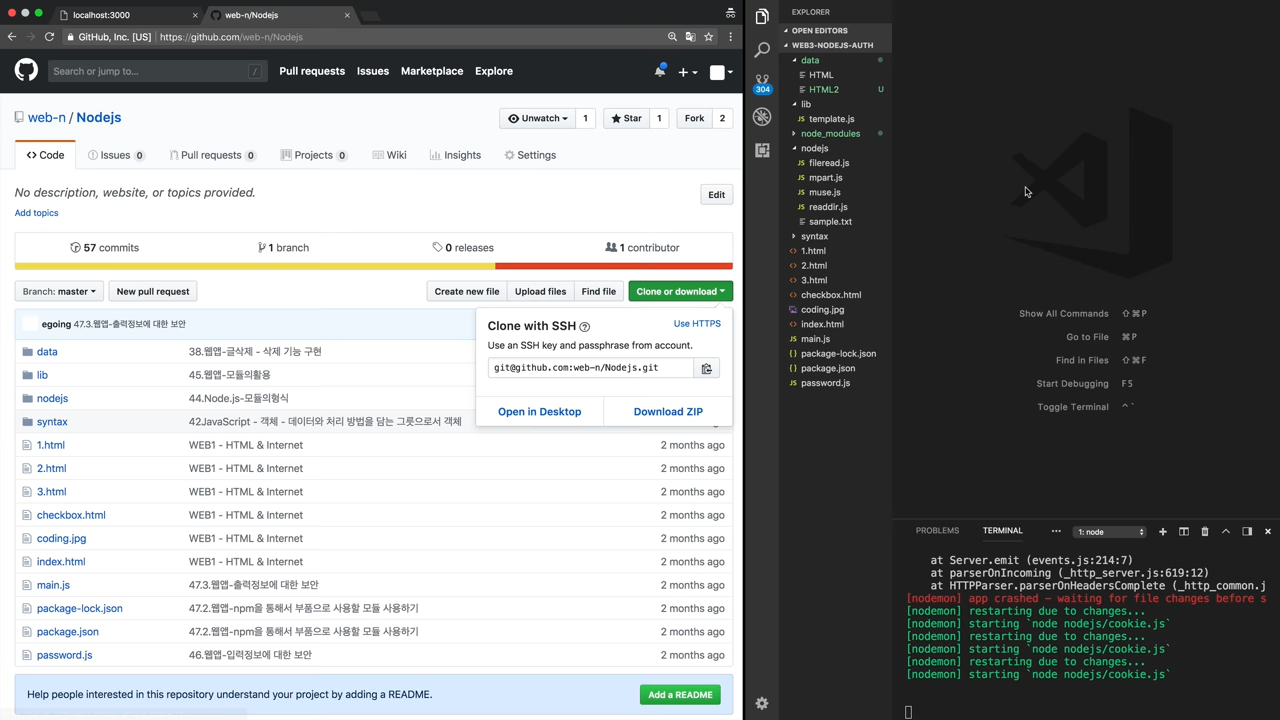 localhost:3000
web-n/Nodejs
GitHub, Inc. [US] https://github.com/web-n/Nodejs
Search or jump to... /
Pull requests Issues Marketplace Explore
web-n / Nodejs
Unwatch 1 Star 1 Fork 2
Code Issues 0 Pull requests 0 Projects 0 Wiki Insights Settings
No description, website, or topics provided.
Edit
Add topics
57 commits 1 branch 0 releases 1 contributor
Branch: master New pull request Create new file Upload files Find file Clone or download
egoing 47.3.웹앱-출력정보에 대한 보안
Clone with SSH Use HTTPS
Use an SSH key and passphrase from account.
git@github.com:web-n/Nodejs.git
Open in Desktop Download ZIP
data 38.웹앱-글삭제 - 삭제 기능 구현
lib 45.웹앱-모듈의활용
nodejs 44.Node.js-모듈의형식
syntax 42JavaScript - 객체 - 데이터와 처리 방법을 담는 그릇으로서 객체
1.html WEB1 - HTML & Internet 2 months ago
2.html WEB1 - HTML & Internet 2 months ago
3.html WEB1 - HTML & Internet 2 months ago
checkbox.html WEB1 - HTML & Internet 2 months ago
coding.jpg WEB1 - HTML & Internet 2 months ago
index.html WEB1 - HTML & Internet 2 months ago
main.js 47.3.웹앱-출력정보에 대한 보안 2 months ago
package-lock.json 47.2.웹앱-npm을 통해서 부품으로 사용할 모듈 사용하기 2 months ago
package.json 47.2.웹앱-npm을 통해서 부품으로 사용할 모듈 사용하기 2 months ago
password.js 46.웹앱-입력정보에 대한 보안 2 months ago
Help people interested in this repository understand your project by adding a README. Add a README
304
EXPLORER
OPEN EDITORS
WEB3-NODEJS-AUTH
data
HTML
HTML2 U
lib
JS template.js
node_modules
nodejs
JS fileread.js
JS mpart.js
JS muse.js
JS readdir.js
sample.txt
syntax
<> 1.html
<> 2.html
<> 3.html
<> checkbox.html
coding.jpg
<> index.html
JS main.js
{} package-lock.json
{} package.json
JS password.js
Show All Commands ⇧⌘P
Go to File ⌘P
Find in Files ⇧⌘F
Start Debugging F5
Toggle Terminal ⌃`
PROBLEMS TERMINAL ··· 1: node
at Server.emit (events.js:214:7)
at parserOnIncoming (_http_server.js:619:12)
at HTTPParser.parserOnHeadersComplete (_http_common.j
[nodemon] app crashed - waiting for file changes before s
[nodemon] restarting due to changes...
[nodemon] starting `node nodejs/cookie.js`
[nodemon] restarting due to changes...
[nodemon] starting `node nodejs/cookie.js`
[nodemon] restarting due to changes...
[nodemon] starting `node nodejs/cookie.js`